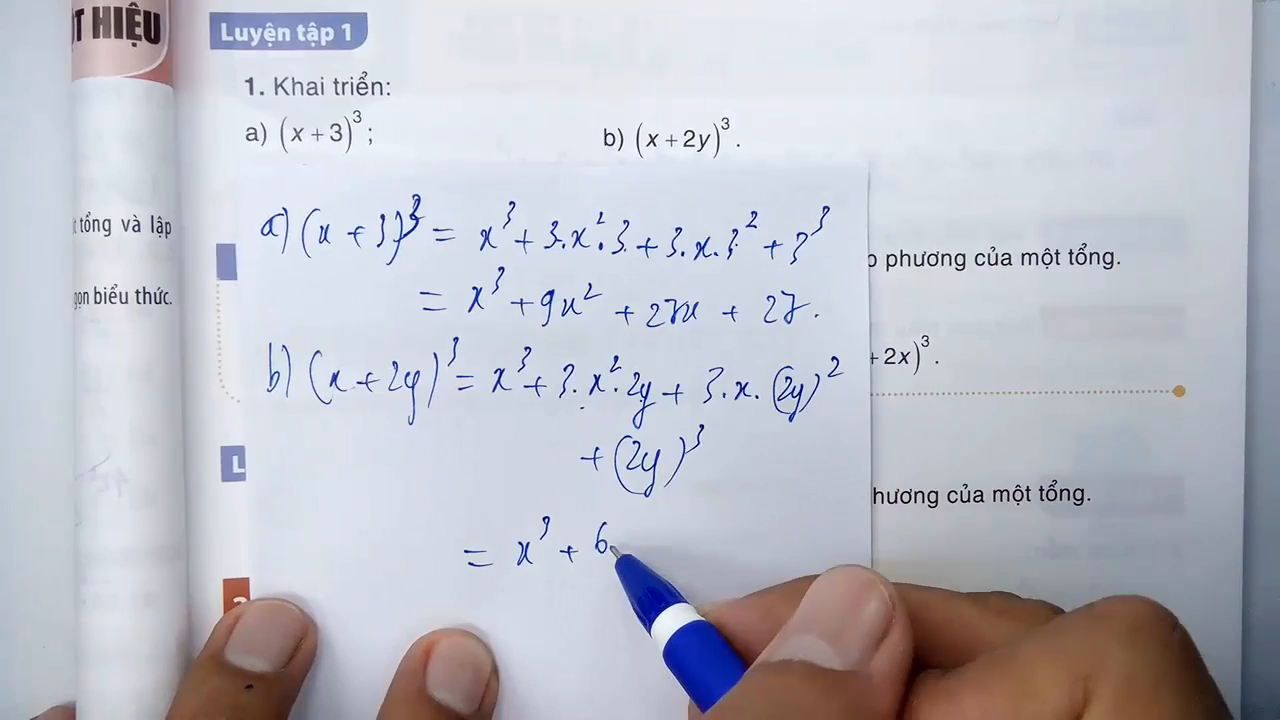 T HIỆU
Luyện tập 1
1. Khai triển:
a) (x + 3)³;
b) (x + 2y)³.
tổng và lập
gọn biểu thức.
a) (x + 3)³ = x³ + 3.x².3 + 3.x.3² + 3³
= x³ + 9x² + 27x + 27.
b) (x + 2y)³ = x³ + 3.x².2y + 3.x.(2y)²
+ (2y)³
= x³ + 6
phương của một tổng.
+ 2x)³.
L
hương của một tổng.